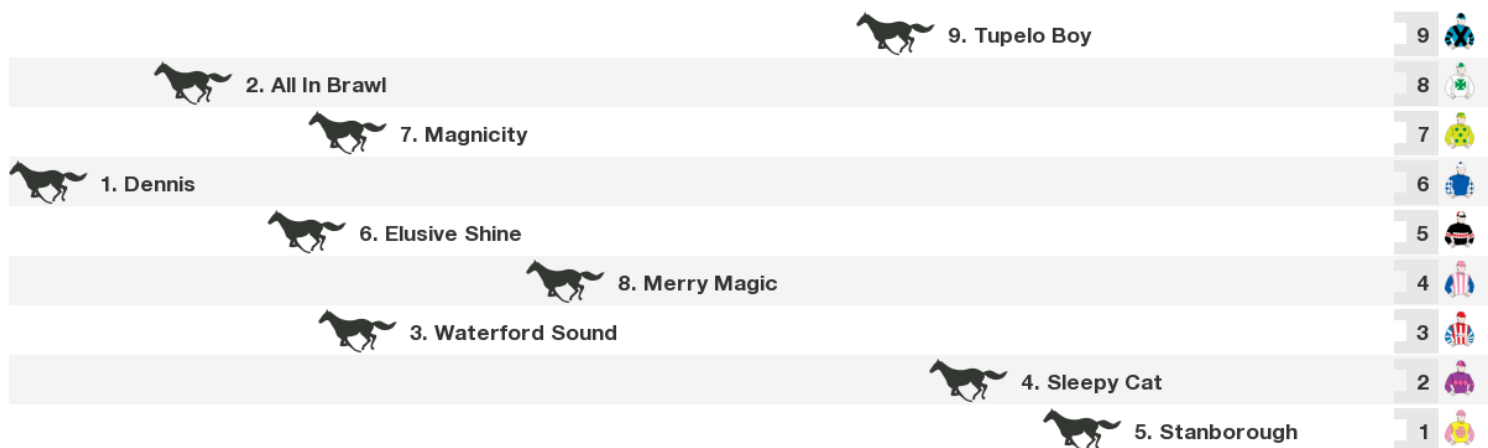 9. Tupelo Boy 9
2. All In Brawl 8
7. Magnicity 7
1. Dennis 6
6. Elusive Shine 5
8. Merry Magic 4
3. Waterford Sound 3
4. Sleepy Cat 2
5. Stanborough 1